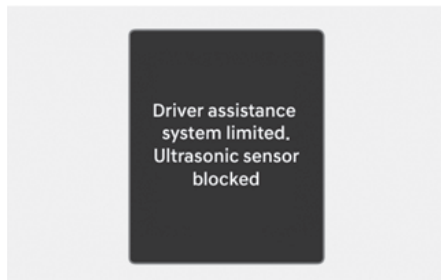 Driver assistance
system limited.
Ultrasonic sensor
blocked